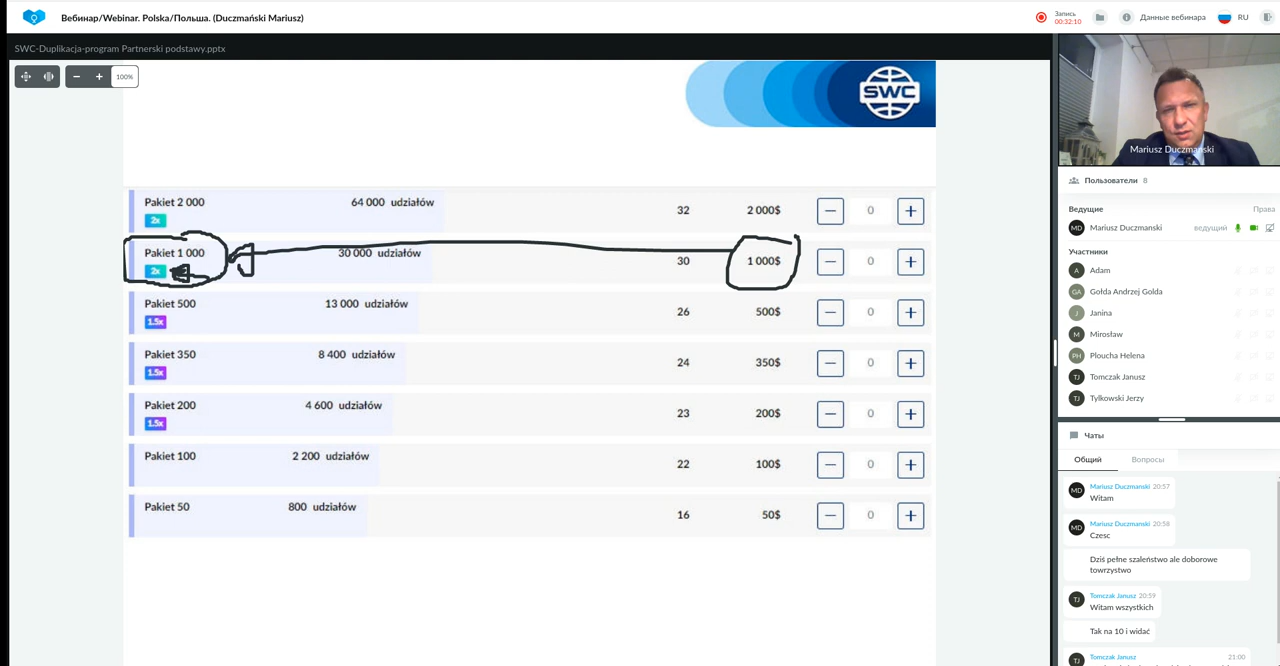 Вебинар/Webinar. Polska/Польша. (Duczmański Mariusz)
Запись
00:32:10
Данные вебинара
RU
SWC-Duplikacja-program Partnerski podstawy.pptx
100%
SWC
Mariusz Duczmanski
Pakiet 2 000 64 000 udziałów 32 2 000$ 0
2x
Pakiet 1 000 30 000 udziałów 30 1 000$ 0
2x
Pakiet 500 13 000 udziałów 26 500$ 0
1.5x
Pakiet 350 8 400 udziałów 24 350$ 0
1.5x
Pakiet 200 4 600 udziałów 23 200$ 0
1.5x
Pakiet 100 2 200 udziałów 22 100$ 0
Pakiet 50 800 udziałów 16 50$ 0
Пользователи 8
Ведущие Права
MD Mariusz Duczmanski ведущий
Участники
A Adam
GA Gołda Andrzej Golda
J Janina
M Mirosław
PH Ploucha Helena
TJ Tomczak Janusz
TJ Tylkowski Jerzy
Чаты
Общий Вопросы
MD Mariusz Duczmanski 20:57
Witam
MD Mariusz Duczmanski 20:58
Czesc
Dziś pełne szaleństwo ale doborowe
towrzystwo
TJ Tomczak Janusz 20:59
Witam wszystkich
Tak na 10 i widać
TJ Tomczak Janusz 21:00